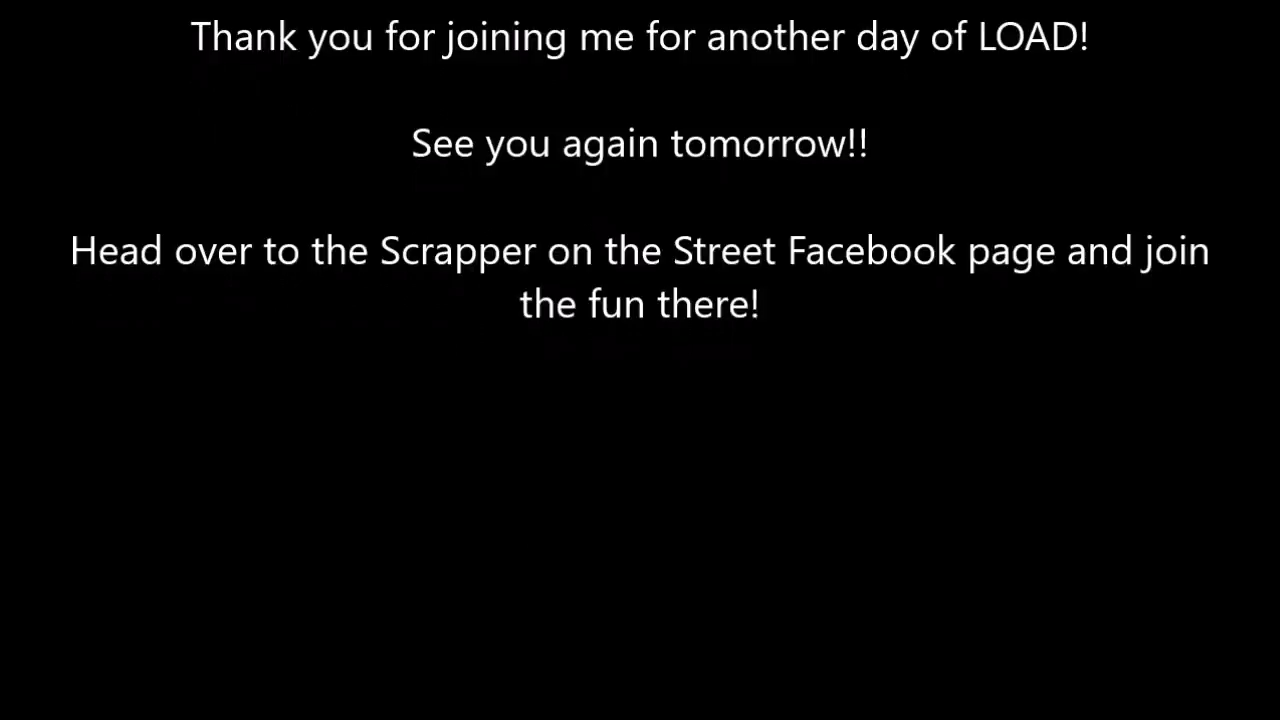 Thank you for joining me for another day of LOAD!
See you again tomorrow!!
Head over to the Scrapper on the Street Facebook page and join
the fun there!